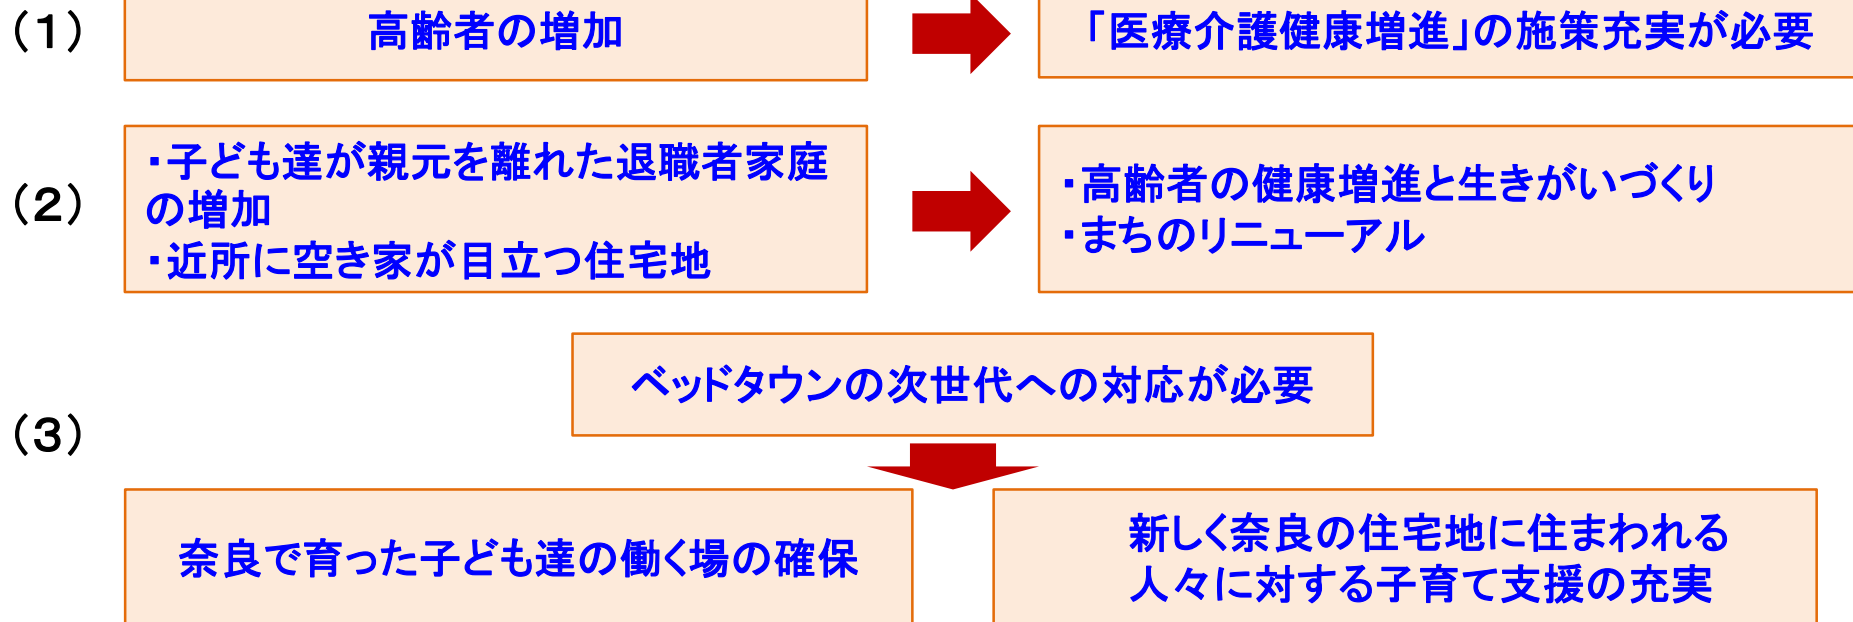 （１）
高齢者の増加
「医療介護健康増進」の施策充実が必要
（２）
・子ども達が親元を離れた退職者家庭
の増加
・近所に空き家が目立つ住宅地
・高齢者の健康増進と生きがいづくり
・まちのリニューアル
（３）
ベッドタウンの次世代への対応が必要
奈良で育った子ども達の働く場の確保
新しく奈良の住宅地に住まわれる
人々に対する子育て支援の充実